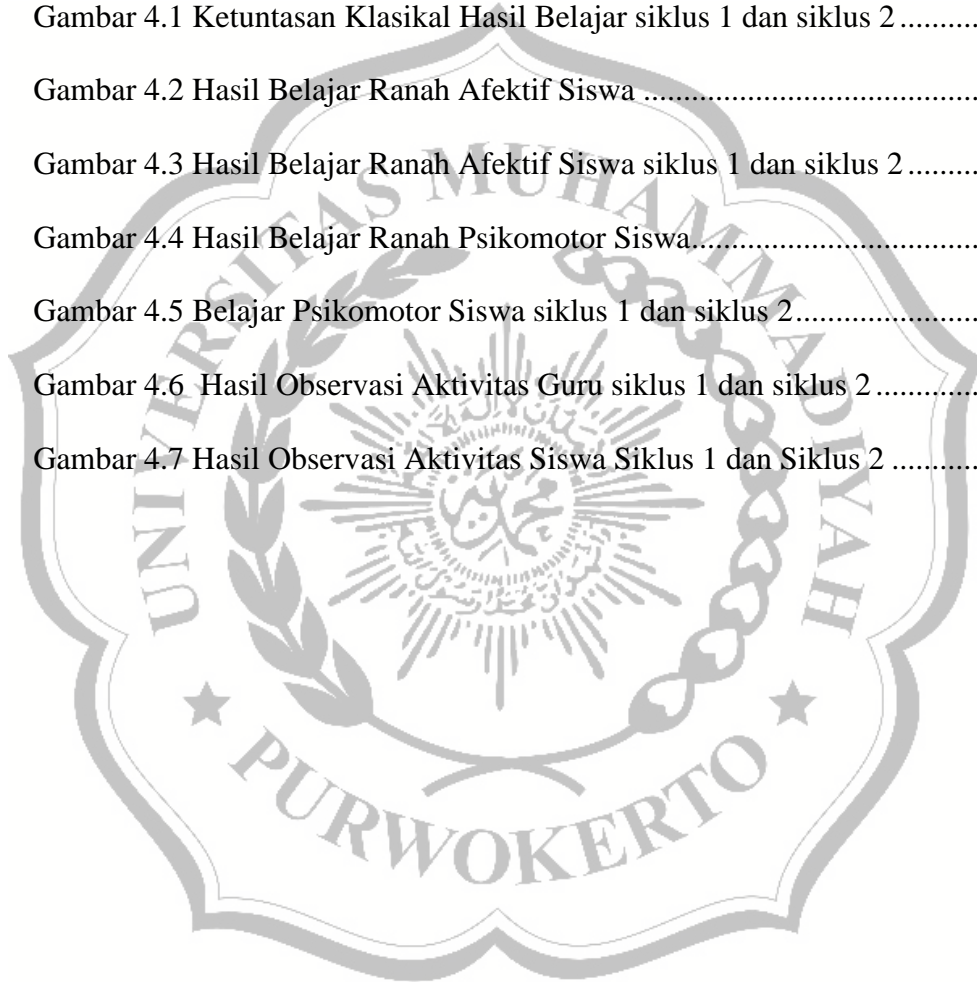 Gambar 4.1 Ketuntasan Klasikal Hasil Belajar siklus 1 dan siklus 2 ..........
Gambar 4.2 Hasil Belajar Ranah Afektif Siswa .......................................
Gambar 4.3 Hasil Belajar Ranah Afektif Siswa siklus 1 dan siklus 2 .........
Gambar 4.4 Hasil Belajar Ranah Psikomotor Siswa.................................
Gambar 4.5 Belajar Psikomotor Siswa siklus 1 dan siklus 2.....................
Gambar 4.6  Hasil Observasi Aktivitas Guru siklus 1 dan siklus 2 ............
Gambar 4.7 Hasil Observasi Aktivitas Siswa Siklus 1 dan Siklus 2 ..........
UNIVERSITAS MUHAMMADIYAH
PURWOKERTO